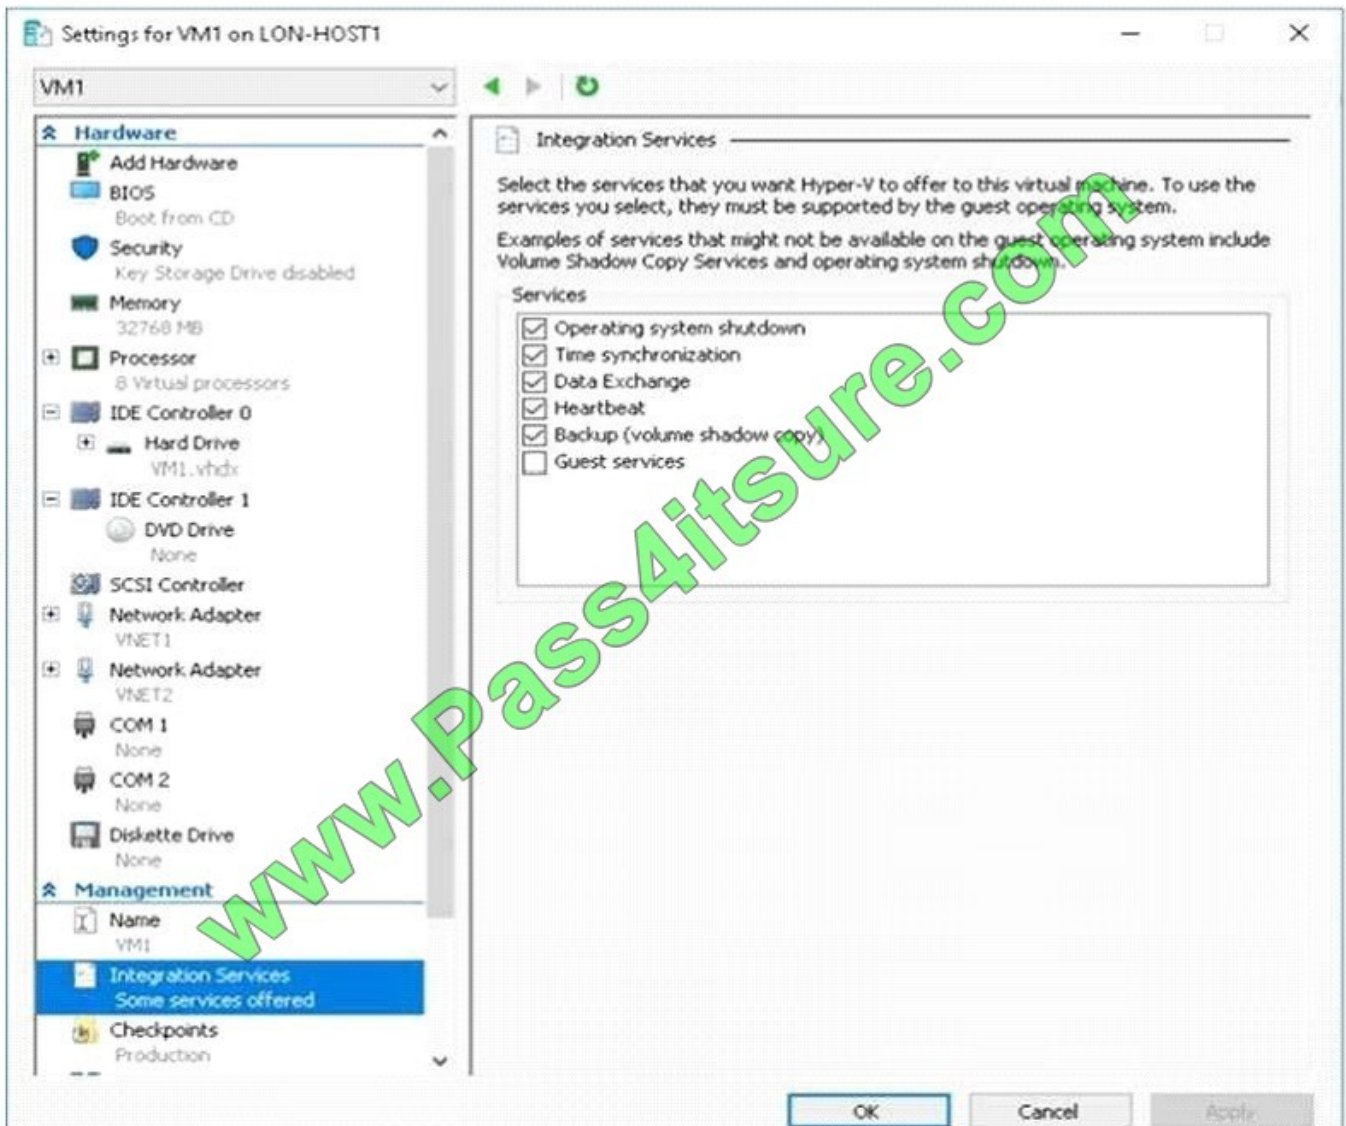 Settings for VM1 on LON-HOST1
VM1
Hardware
Add Hardware
BIOS
Boot from CD
Security
Key Storage Drive disabled
Memory
32768 MB
Processor
8 Virtual processors
IDE Controller 0
Hard Drive
VM1.vhdx
IDE Controller 1
DVD Drive
None
SCSI Controller
Network Adapter
VNET1
Network Adapter
VNET2
COM 1
None
COM 2
None
Diskette Drive
None
Management
Name
VM1
Integration Services
Some services offered
Checkpoints
Production
Integration Services
Select the services that you want Hyper-V to offer to this virtual machine. To use the
services you select, they must be supported by the guest operating system.
Examples of services that might not be available on the guest operating system include
Volume Shadow Copy Services and operating system shutdown.
Services
Operating system shutdown
Time synchronization
Data Exchange
Heartbeat
Backup (volume shadow copy)
Guest services
OK
Cancel
Apply
www.Pass4itsure.com